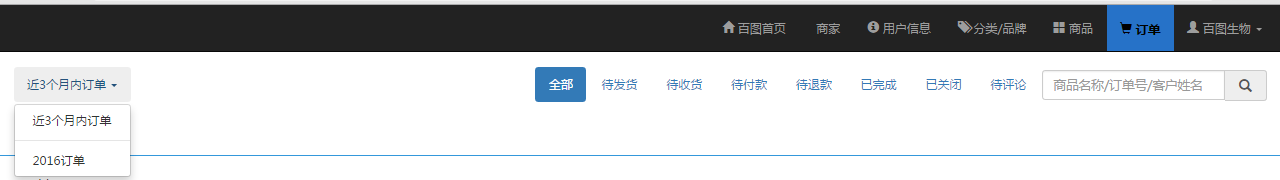 百图首页 商家 用户信息 分类/品牌 商品 订单 百图生物
近3个月内订单 全部 待发货 待收货 待付款 待退款 已完成 已关闭 待评论 商品名称/订单号/客户姓名
近3个月内订单
2016订单